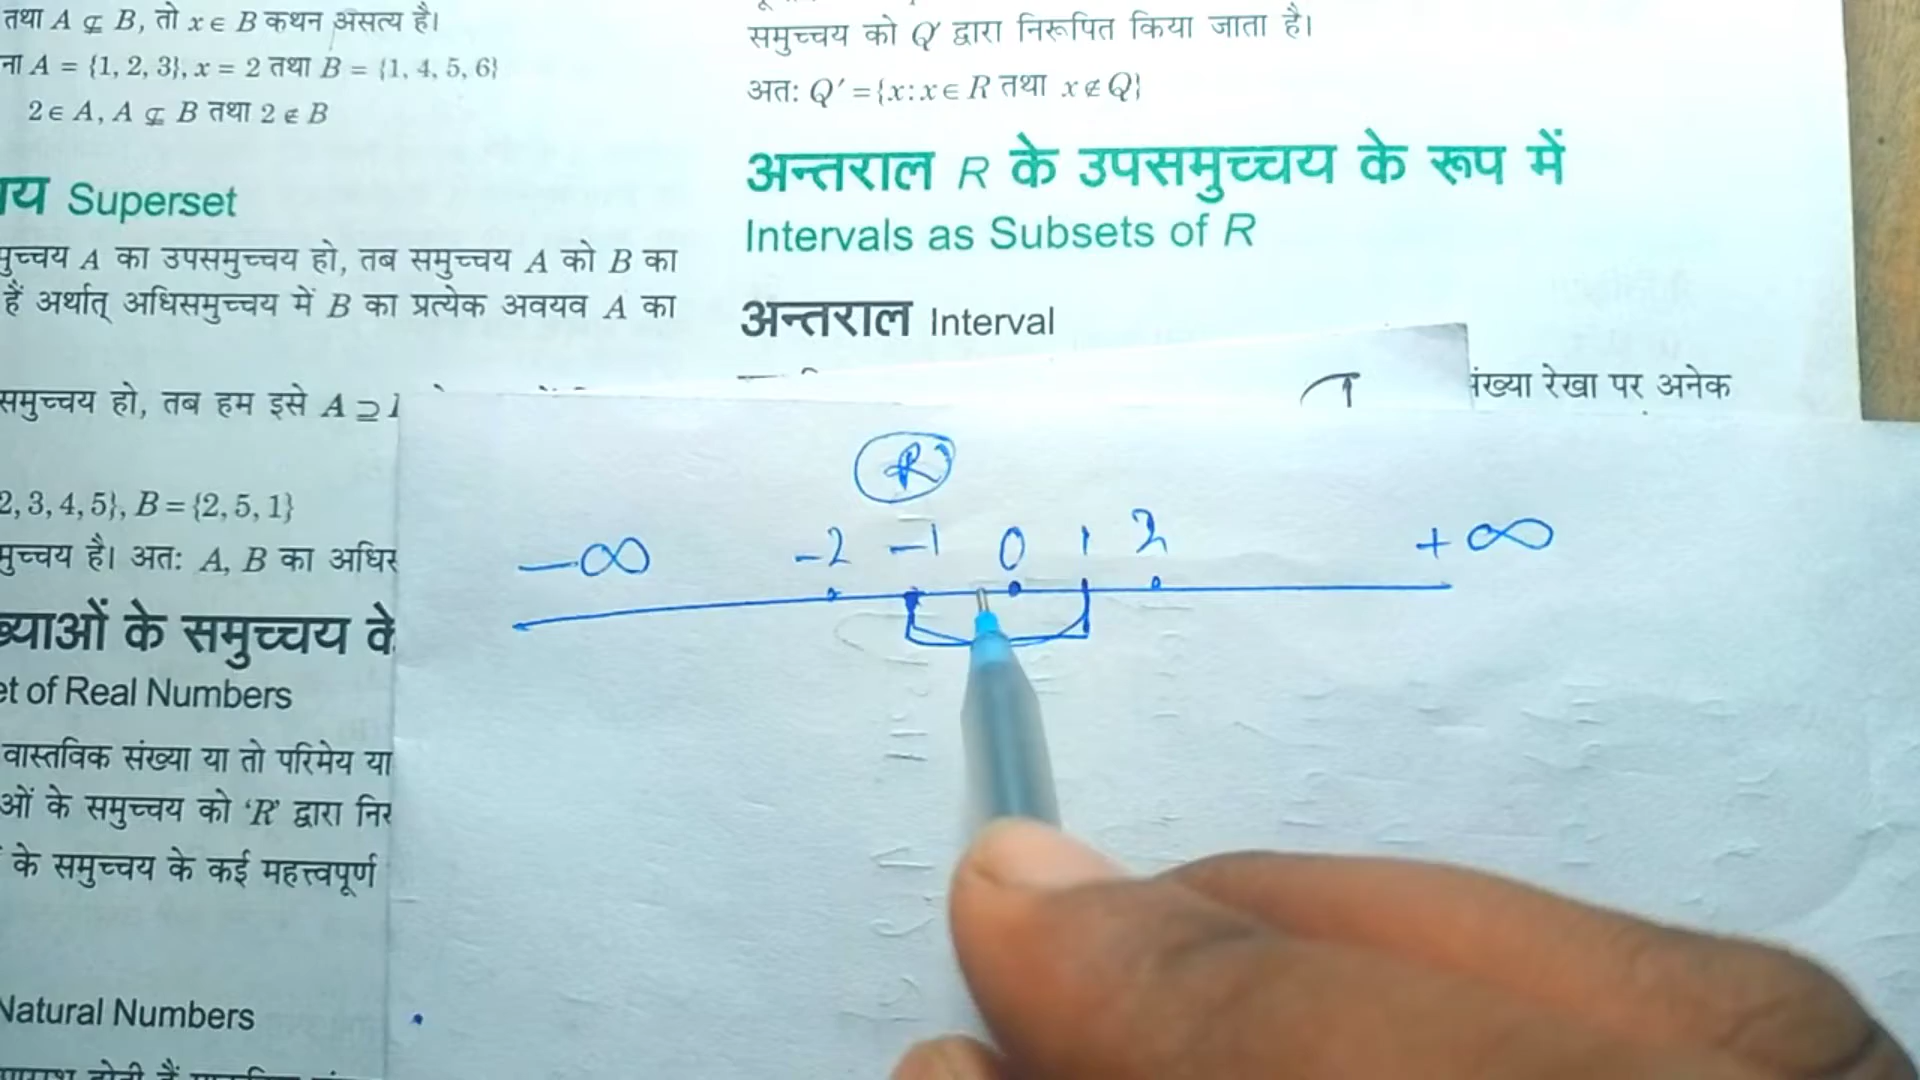 तथा A ⊈ B, तो x ∈ B कथन असत्य है।
ना A = {1, 2, 3}, x = 2 तथा B = {1, 4, 5, 6}
2 ∈ A, A ⊈ B तथा 2 ∉ B
Superset
A का उपसमुच्चय हो, तब समुच्चय A को B का
हैं अर्थात् अधिसमुच्चय में B का प्रत्येक अवयव A का
समुच्चय हो, तब हम इसे A ⊇
2, 3, 4, 5}, B = {2, 5, 1}
है। अतः A, B का
ख्याओं के समुच्चय के
et of Real Numbers
वास्तविक संख्या या तो परिमेय या
ओं के समुच्चय को 'R' द्वारा
के समुच्चय के कई महत्त्वपूर्ण
Natural Numbers
समुच्चय को Q′ द्वारा निरूपित किया जाता है।
अतः Q′ = {x : x ∈ R तथा x ∉ Q}
अन्तराल R के उपसमुच्चय के रूप में
Intervals as Subsets of R
अन्तराल Interval
संख्या रेखा पर अनेक
R
-∞ -2 -1 0 1 2 +∞